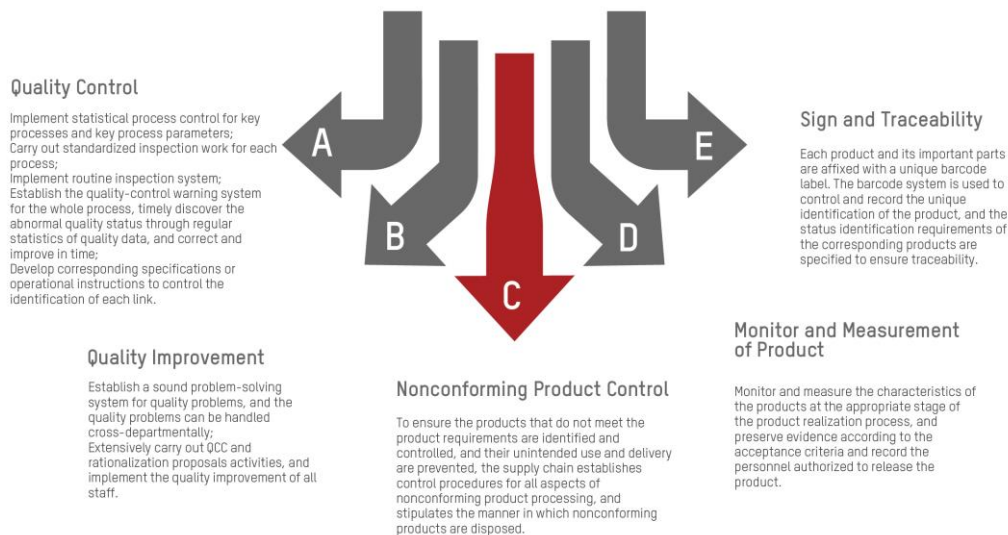 Quality Control
Implement statistical process control for key
processes and key process parameters;
Carry out standardized inspection work for each
process;
Implement routine inspection system;
Establish the quality-control warning system
for the whole process, timely discover the
abnormal quality status through regular
statistics of quality data, and correct and
improve in time;
Develop corresponding specifications or
operational instructions to control the
identification of each link.
A
B
C
D
E
Sign and Traceability
Each product and its important parts
are affixed with a unique barcode
label. The barcode system is used to
control and record the unique
identification of the product, and the
status identification requirements of
the corresponding products are
specified to ensure traceability.
Quality Improvement
Establish a sound problem-solving
system for quality problems, and the
quality problems can be handled
cross-departmentally;
Extensively carry out QCC and
rationalization proposals activities, and
implement the quality improvement of all
staff.
Nonconforming Product Control
To ensure the products that do not meet the
product requirements are identified and
controlled, and their unintended use and delivery
are prevented, the supply chain establishes
control procedures for all aspects of
nonconforming product processing, and
stipulates the manner in which nonconforming
products are disposed.
Monitor and Measurement
of Product
Monitor and measure the characteristics of
the products at the appropriate stage of
the product realization process, and
preserve evidence according to the
acceptance criteria and record the
personnel authorized to release the
product.